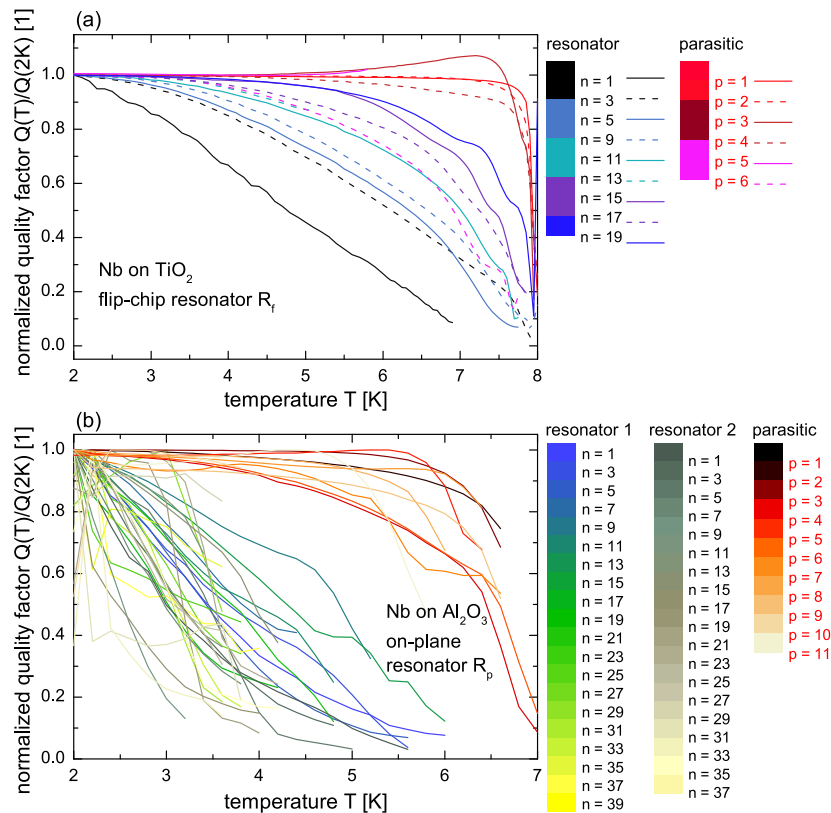 (a)
normalized quality factor Q(T)/Q(2K) [1]
1.0
0.8
0.6
0.4
0.2
0.0
Nb on TiO2
flip-chip resonator Rf
2 3 4 5 6 7 8
temperature T [K]
resonator
n = 1
n = 3
n = 5
n = 9
n = 11
n = 13
n = 15
n = 17
n = 19
parasitic
p = 1
p = 2
p = 3
p = 4
p = 5
p = 6
(b)
normalized quality factor Q(T)/Q(2K) [1]
1.0
0.8
0.6
0.4
0.2
0.0
Nb on Al2O3
on-plane
resonator Rp
2 3 4 5 6 7
temperature T [K]
resonator 1
n = 1
n = 3
n = 5
n = 7
n = 9
n = 11
n = 13
n = 15
n = 17
n = 19
n = 21
n = 23
n = 25
n = 27
n = 29
n = 31
n = 33
n = 35
n = 37
n = 39
resonator 2
n = 1
n = 3
n = 5
n = 7
n = 9
n = 11
n = 13
n = 15
n = 17
n = 19
n = 21
n = 23
n = 25
n = 27
n = 29
n = 31
n = 33
n = 35
n = 37
parasitic
p = 1
p = 2
p = 3
p = 4
p = 5
p = 6
p = 7
p = 8
p = 9
p = 10
p = 11